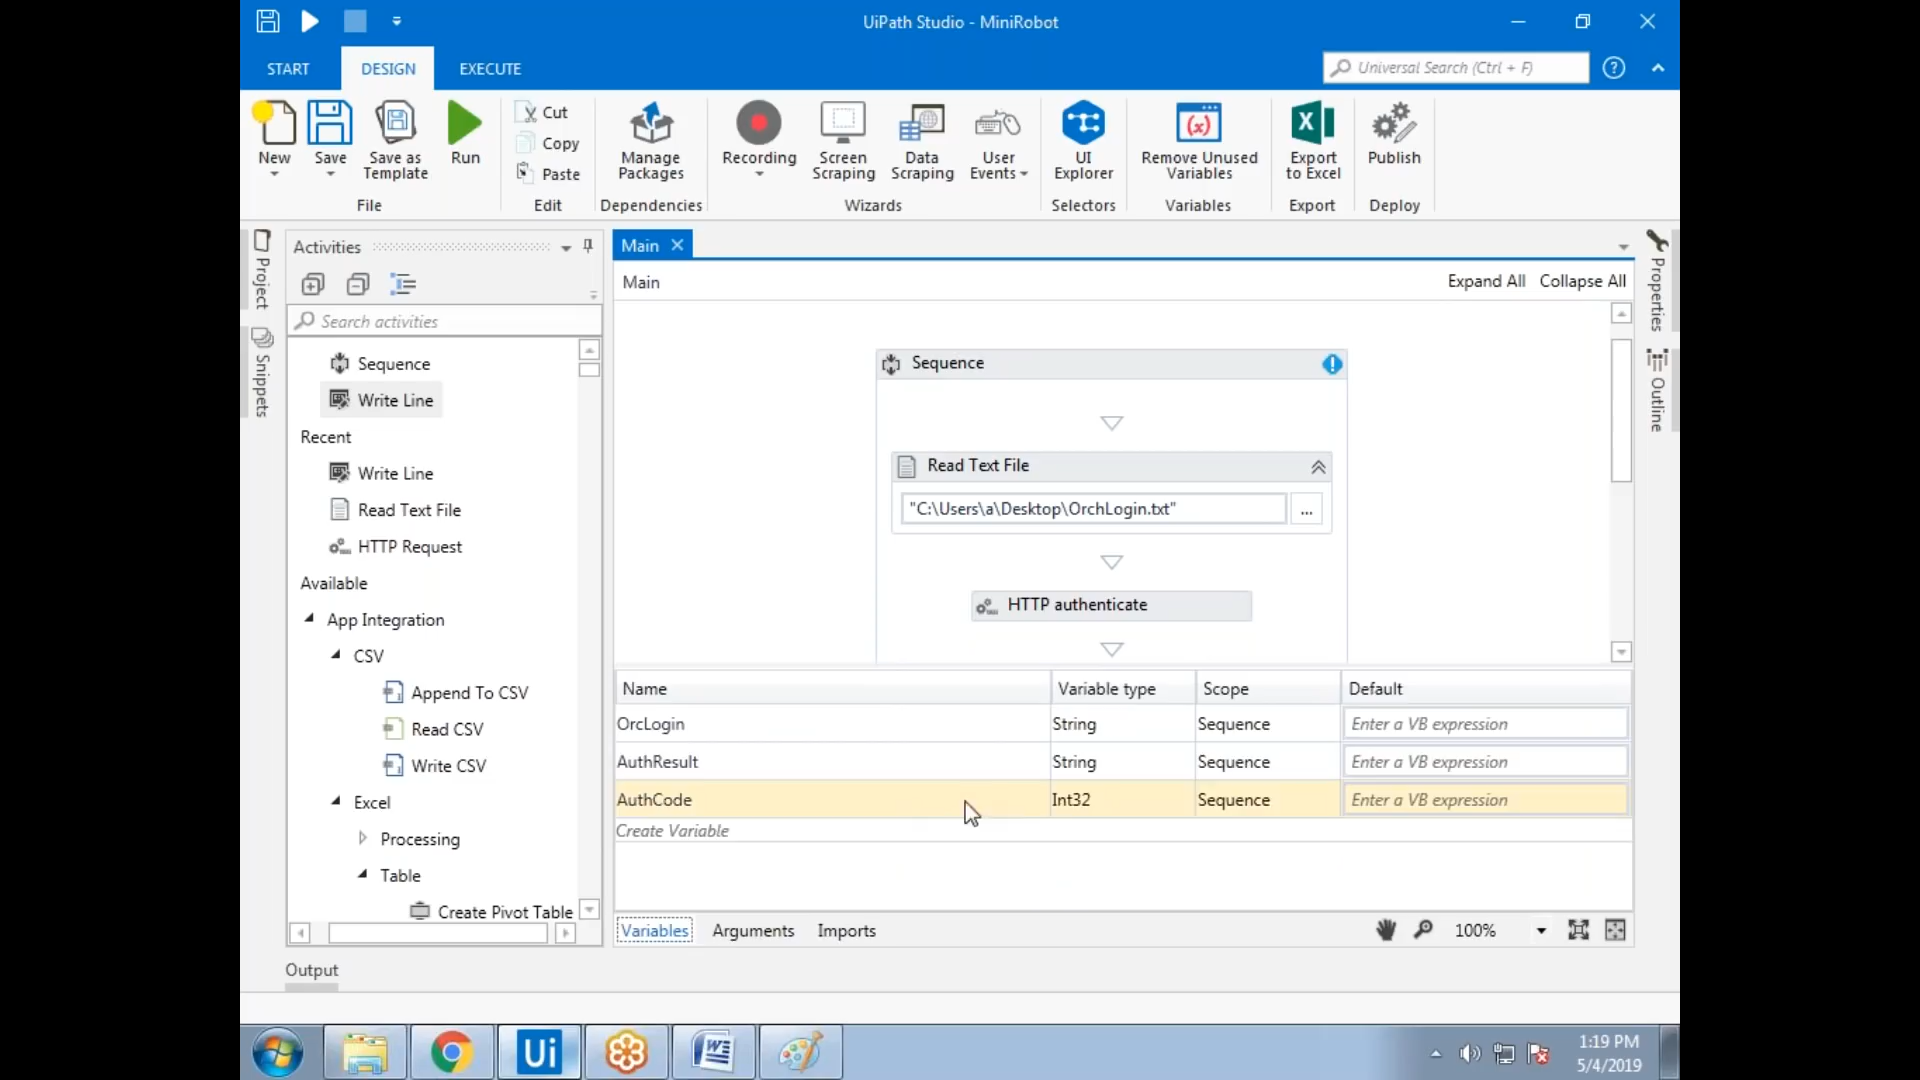 UiPath Studio - MiniRobot
START
DESIGN
EXECUTE
Universal Search (Ctrl + F)
New
Save
Save as
Template
Run
Cut
Copy
Paste
Manage
Packages
Recording
Screen
Scraping
Data
Scraping
User
Events
UI
Explorer
Remove Unused
Variables
Export
to Excel
Publish
File
Edit
Dependencies
Wizards
Selectors
Variables
Export
Deploy
Project
Snippets
Activities
Search activities
Sequence
Write Line
Recent
Write Line
Read Text File
HTTP Request
Available
App Integration
CSV
Append To CSV
Read CSV
Write CSV
Excel
Processing
Table
Create Pivot Table
Main
Main
Expand All
Collapse All
Sequence
Read Text File
"C:\Users\a\Desktop\OrchLogin.txt"
...
HTTP authenticate
Name
Variable type
Scope
Default
OrcLogin
String
Sequence
Enter a VB expression
AuthResult
String
Sequence
Enter a VB expression
AuthCode
Int32
Sequence
Enter a VB expression
Create Variable
Variables
Arguments
Imports
100%
Properties
Outline
Output
Ui
1:19 PM
5/4/2019